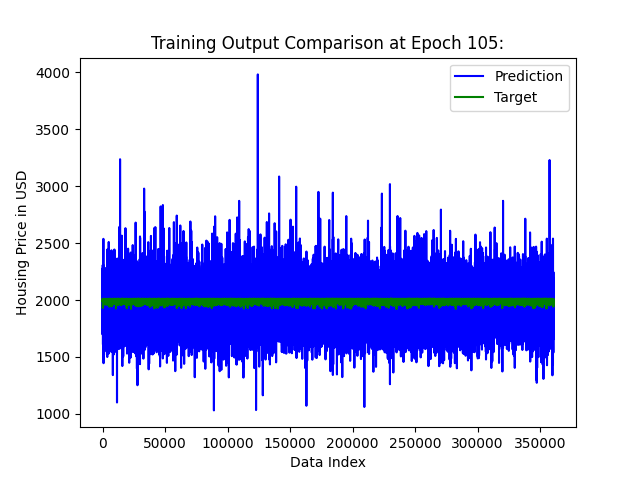 Training Output Comparison at Epoch 105:
Prediction
Target
Housing Price in USD
4000
3500
3000
2500
2000
1500
1000
0 50000 100000 150000 200000 250000 300000 350000
Data Index